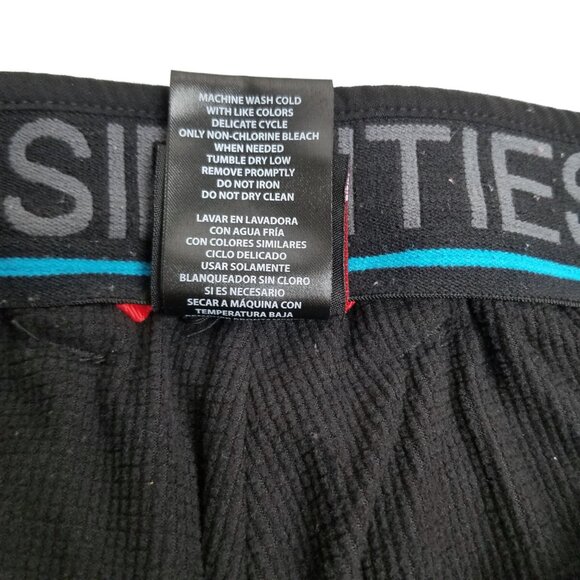 SI TIES
MACHINE WASH COLD
WITH LIKE COLORS
DELICATE CYCLE
ONLY NON-CHLORINE BLEACH
WHEN NEEDED
TUMBLE DRY LOW
REMOVE PROMPTLY
DO NOT IRON
DO NOT DRY CLEAN
LAVAR EN LAVADORA
CON AGUA FRÍA
CON COLORES SIMILARES
CICLO DELICADO
USAR SOLAMENTE
BLANQUEADOR SIN CLORO
SI ES NECESARIO
SECAR A MÁQUINA CON
TEMPERATURA BAJA